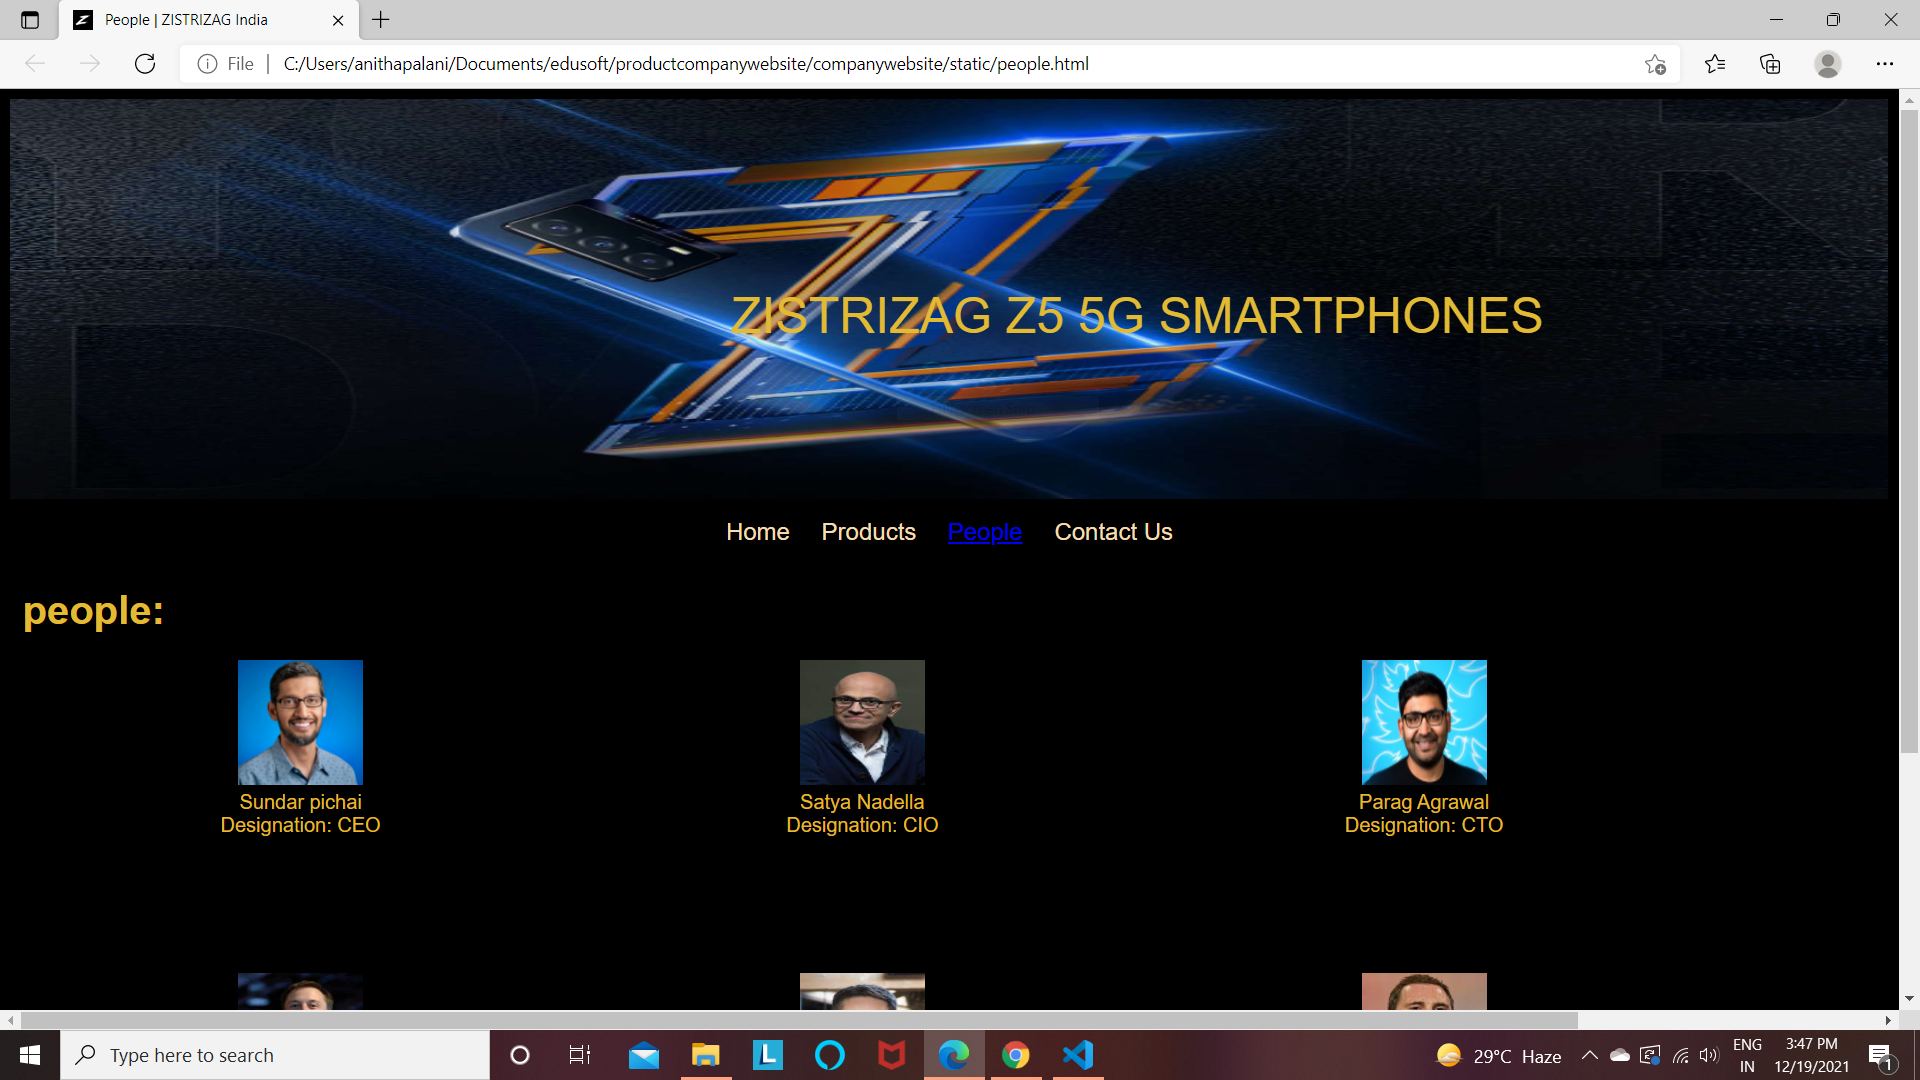 People | ZISTRIZAG India
File
C:/Users/anithapalani/Documents/edusoft/productcompanywebsite/companywebsite/static/people.html
ZISTRIZAG Z5 5G SMARTPHONES
Home Products People Contact Us
people:
Sundar pichai
Designation: CEO
Satya Nadella
Designation: CIO
Parag Agrawal
Designation: CTO
Type here to search
L
29°C Haze
ENG
IN
3:47 PM
12/19/2021
1